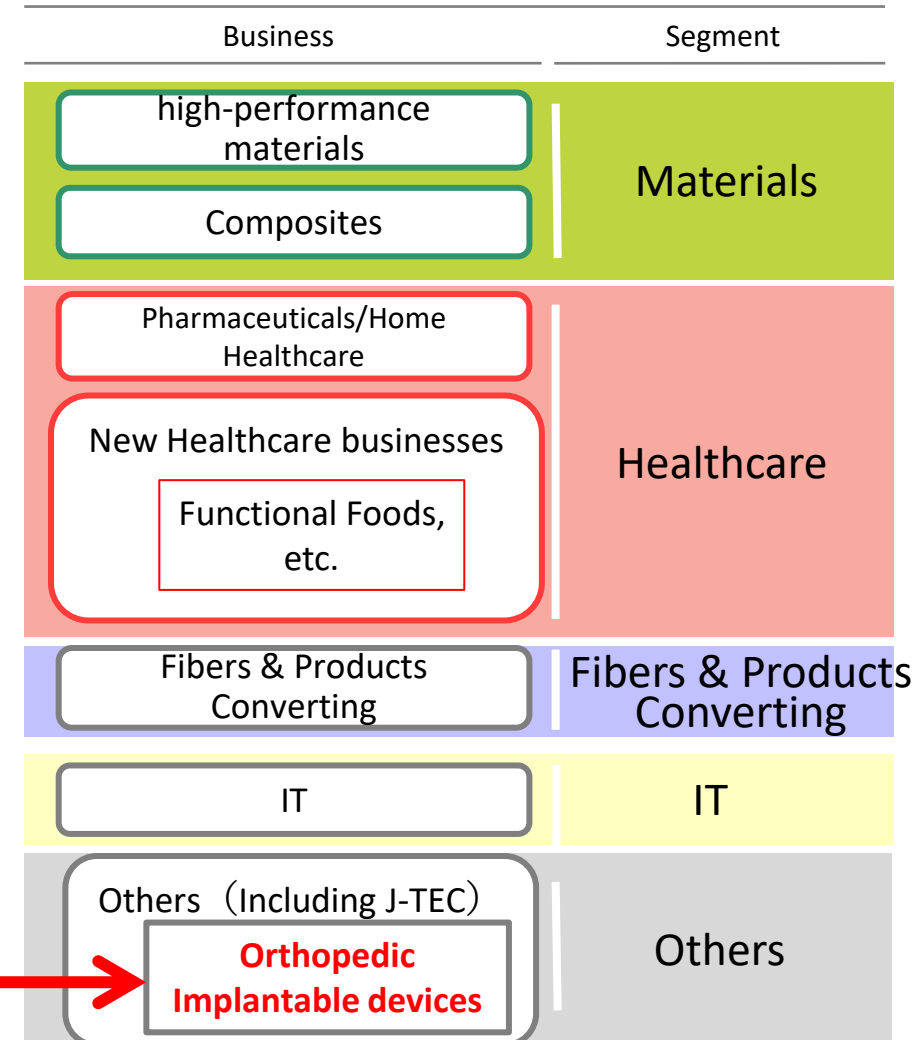 Business
Segment
high-performance
materials
Composites
Materials
Pharmaceuticals/Home
Healthcare
New Healthcare businesses
Functional Foods,
etc.
Healthcare
Fibers & Products
Converting
Fibers & Products
Converting
IT
IT
Others（Including J-TEC）
Orthopedic
Implantable devices
Others